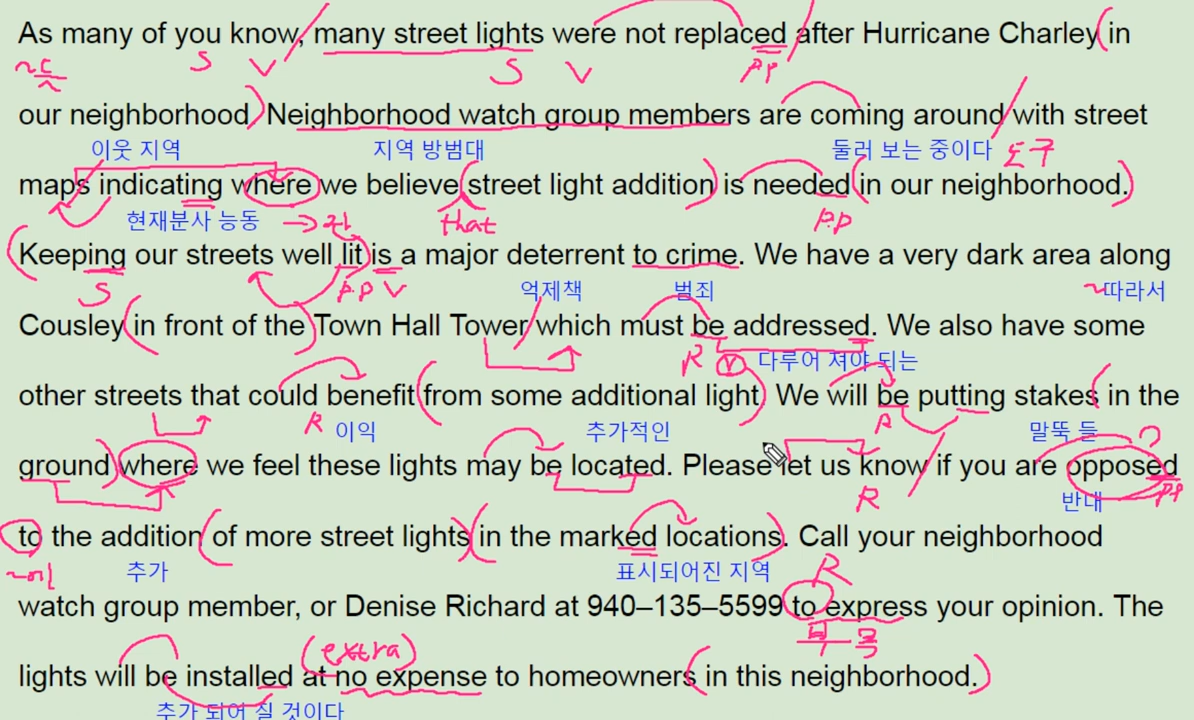 As many of you know, many street lights were not replaced after Hurricane Charley (in
~듯 S V S V PP
our neighborhood) Neighborhood watch group members are coming around with street
이웃 지역 지역 방범대 둘러 보는 중이다 도구
maps indicating where we believe (street light addition) is needed (in our neighborhood.)
현재분사 능동 that P.P
(Keeping our streets well lit) is a major deterrent to crime. We have a very dark area along
S P.P V 억제책 범죄 ~따라서
Cousley (in front of the) Town Hall Tower which must be addressed. We also have some
R V 다루어 져야 되는
other streets that could benefit (from some additional light) We will be putting stakes (in the
R 이익 추가적인 R 말뚝 들
ground) where we feel these lights may be located. Please let us know if you are opposed
R 반대 ? PP
to the addition (of more street lights) (in the marked locations). Call your neighborhood
~에 추가 표시되어진 지역
watch group member, or Denise Richard at 940–135–5599 to express your opinion. The
R 부 목
(extra)
lights will be installed at no expense to homeowners (in this neighborhood.)
추가 되어 질 것이다